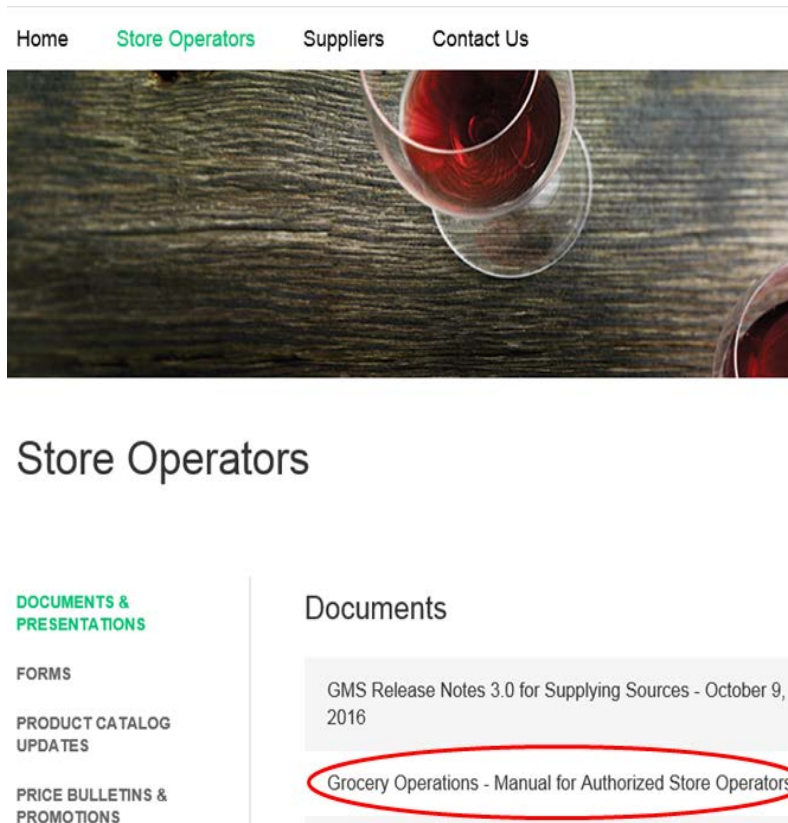 Home Store Operators Suppliers Contact Us
Store Operators
DOCUMENTS &
PRESENTATIONS
FORMS
PRODUCT CATALOG
UPDATES
PRICE BULLETINS &
PROMOTIONS
Documents
GMS Release Notes 3.0 for Supplying Sources - October 9,
2016
Grocery Operations - Manual for Authorized Store Operators